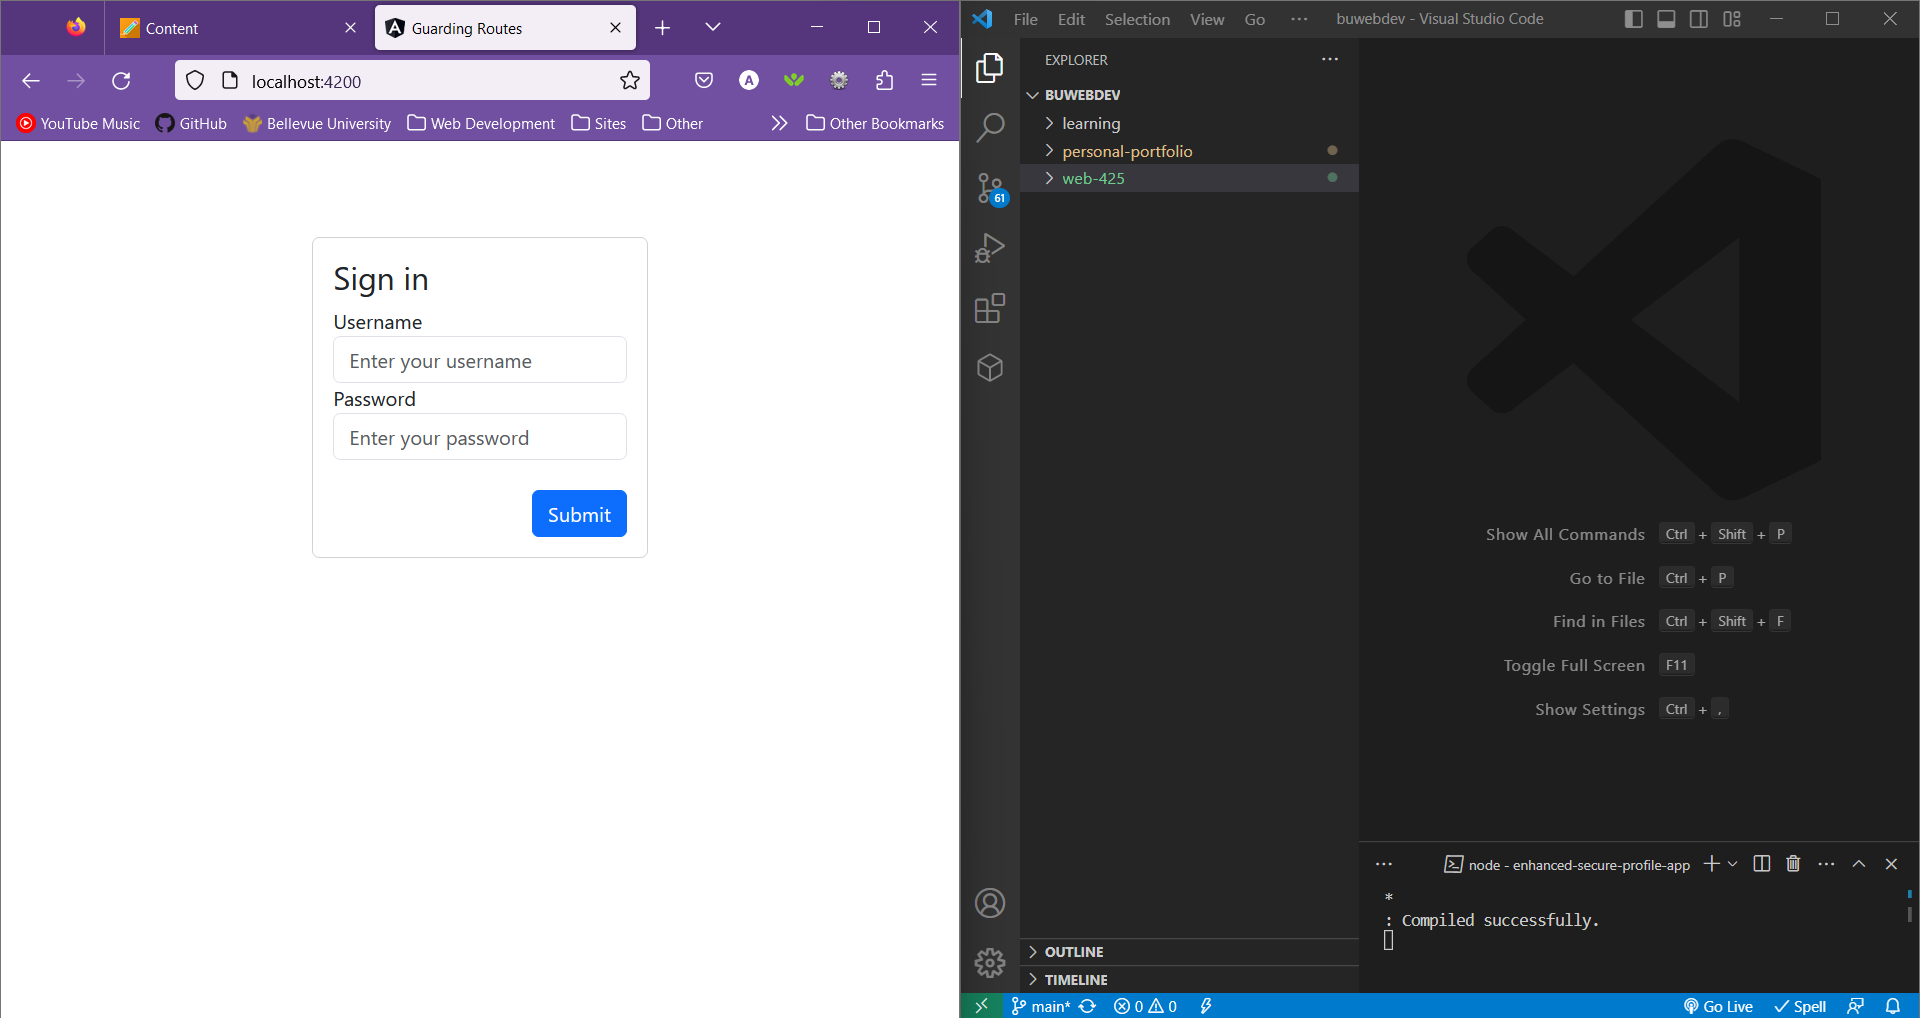 Content
Guarding Routes
localhost:4200
A
YouTube Music
GitHub
Bellevue University
Web Development
Sites
Other
Other Bookmarks
Sign in
Username
Enter your username
Password
Enter your password
Submit
File Edit Selection View Go ··· buwebdev - Visual Studio Code
EXPLORER
BUWEBDEV
learning
personal-portfolio
web-425
61
Show All Commands Ctrl + Shift + P
Go to File Ctrl + P
Find in Files Ctrl + Shift + F
Toggle Full Screen F11
Show Settings Ctrl + ,
node - enhanced-secure-profile-app
*
: Compiled successfully.
OUTLINE
TIMELINE
main* 0 0 Go Live Spell